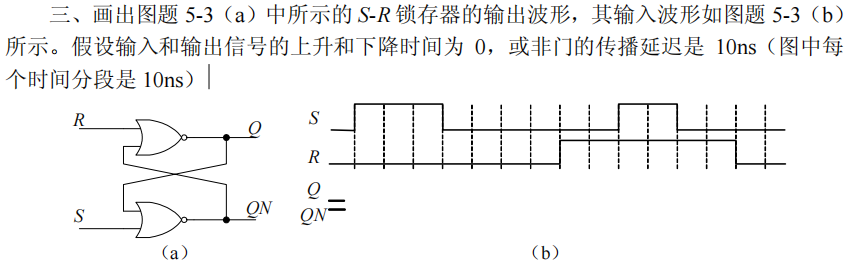 三、画出图题 5-3（a）中所示的 S-R 锁存器的输出波形，其输入波形如图题 5-3（b）
所示。假设输入和输出信号的上升和下降时间为 0，或非门的传播延迟是 10ns（图中每
个时间分段是 10ns）
R
Q
S
QN
（a）
S
R
Q
QN
（b）